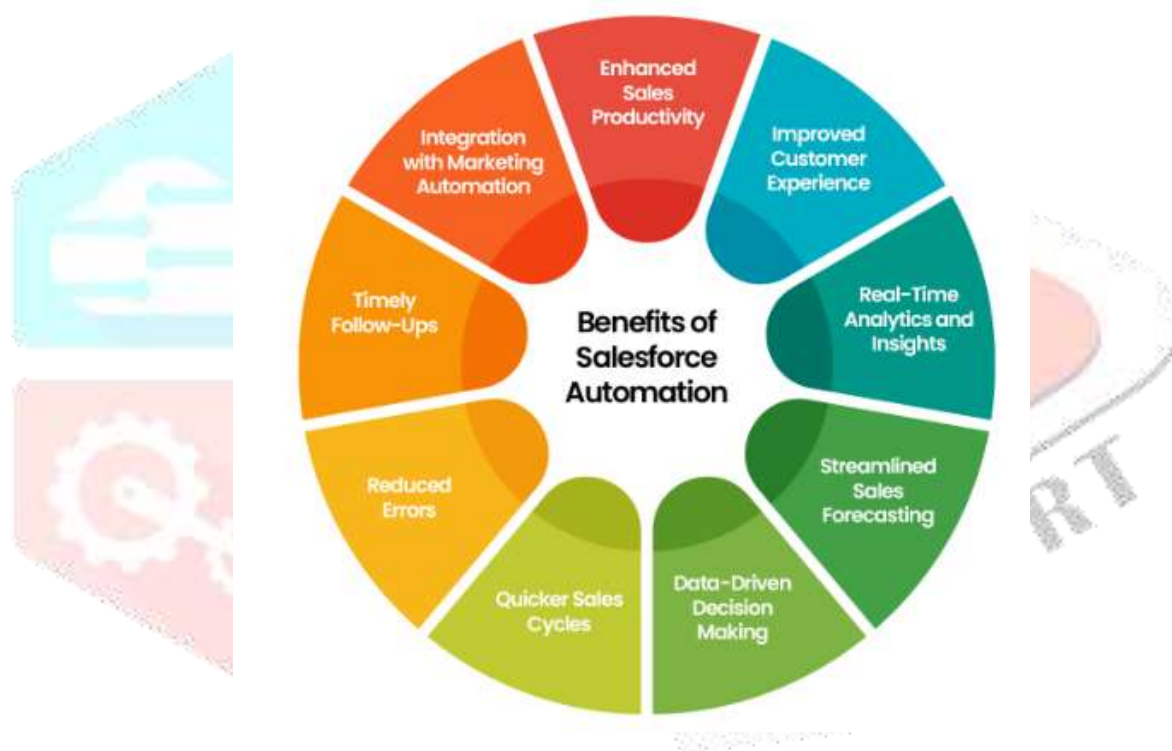 Enhanced
Sales
Productivity
Improved
Customer
Experience
Real-Time
Analytics and
Insights
Streamlined
Sales
Forecasting
Data-Driven
Decision
Making
Quicker Sales
Cycles
Reduced
Errors
Timely
Follow-Ups
Integration
with Marketing
Automation
Benefits of
Salesforce
Automation
RT